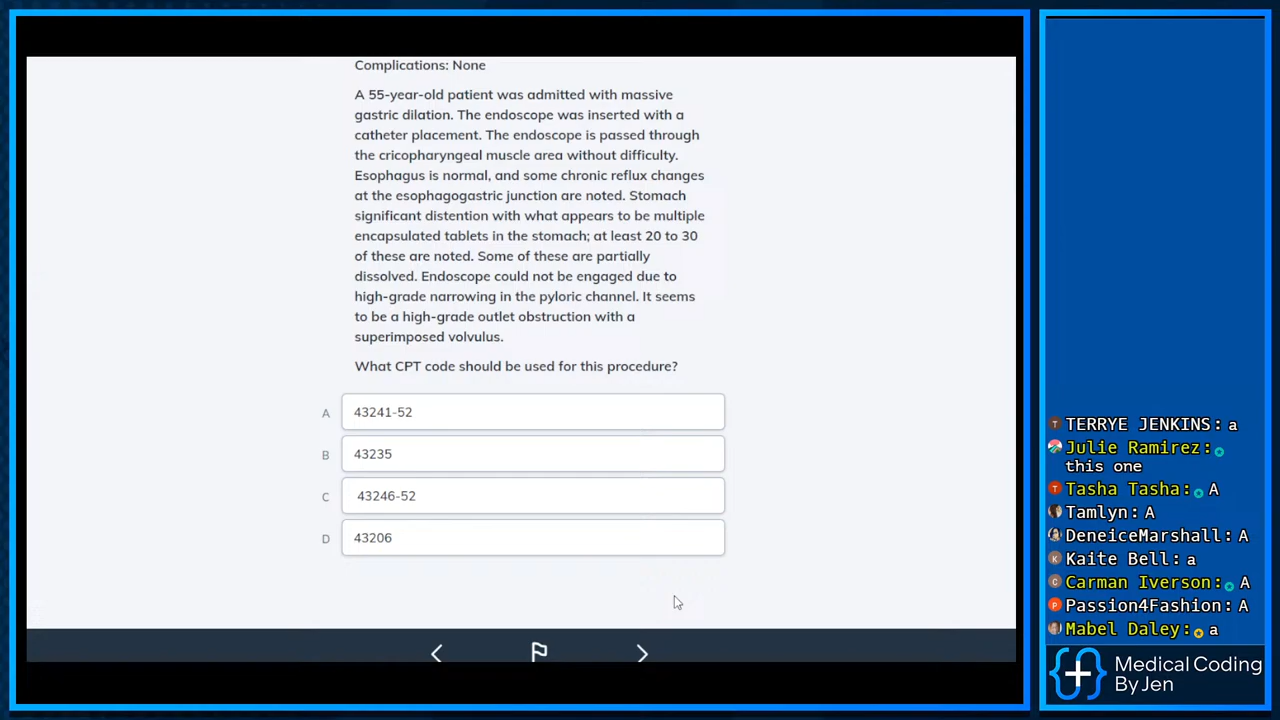 Complications: None
A 55-year-old patient was admitted with massive
gastric dilation. The endoscope was inserted with a
catheter placement. The endoscope is passed through
the cricopharyngeal muscle area without difficulty.
Esophagus is normal, and some chronic reflux changes
at the esophagogastric junction are noted. Stomach
significant distention with what appears to be multiple
encapsulated tablets in the stomach; at least 20 to 30
of these are noted. Some of these are partially
dissolved. Endoscope could not be engaged due to
high-grade narrowing in the pyloric channel. It seems
to be a high-grade outlet obstruction with a
superimposed volvulus.
What CPT code should be used for this procedure?
A 43241-52
B 43235
C 43246-52
D 43206
T TERRYE JENKINS: a
Julie Ramirez:
this one
T Tasha Tasha: A
Tamlyn: A
DeneiceMarshall: A
K Kaite Bell: a
C Carman Iverson: A
P Passion4Fashion: A
Mabel Daley: a
Medical Coding
By Jen